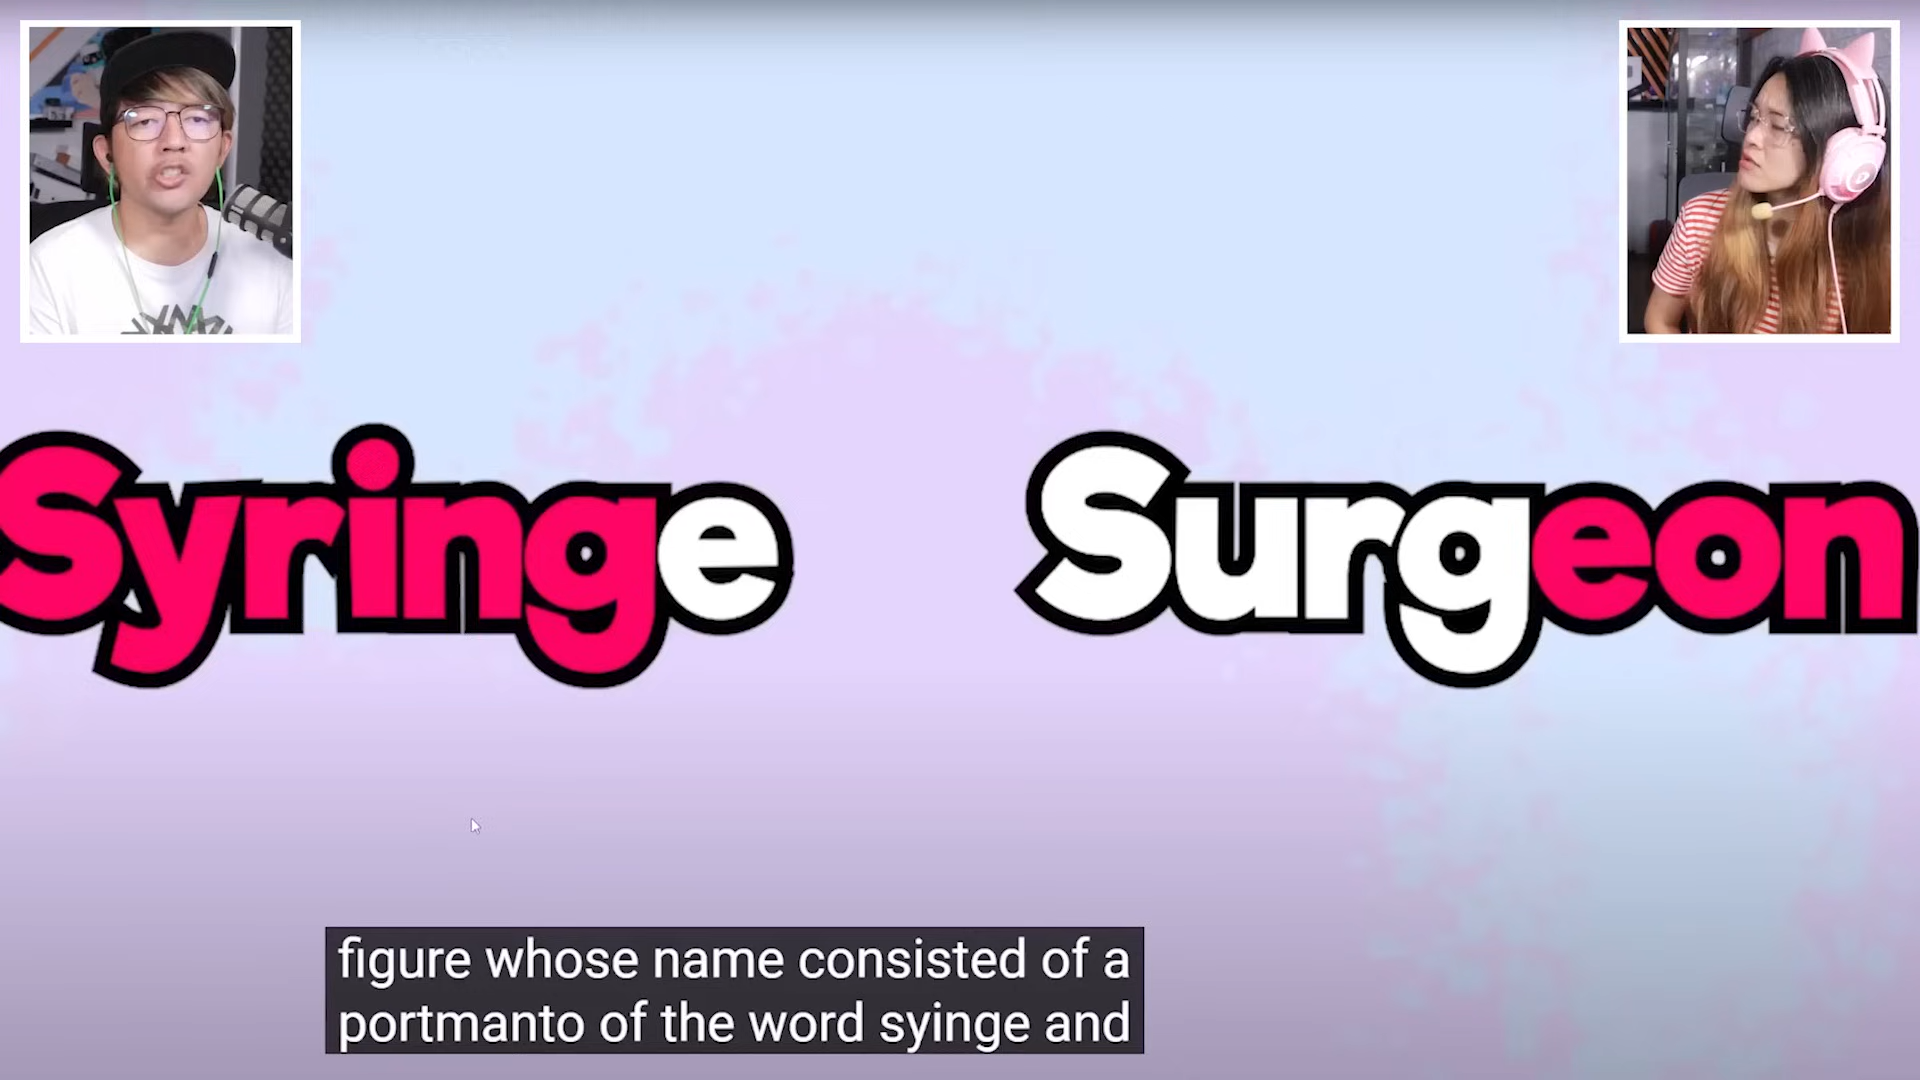 Syringe Surgeon
figure whose name consisted of a
portmanto of the word syinge and